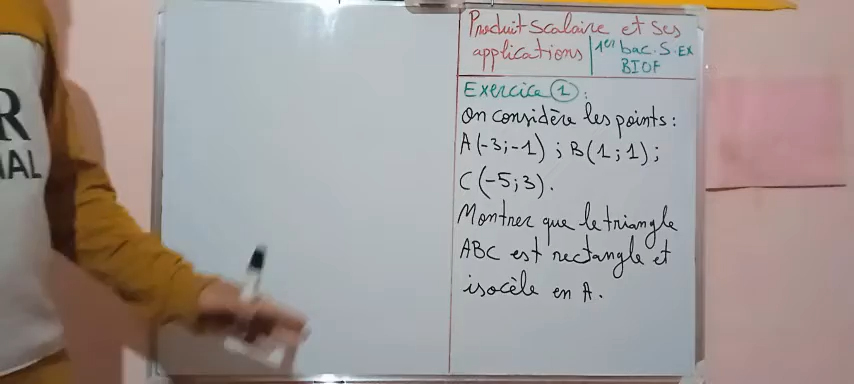 Produit scalaire et ses
applications
1er bac. S. Ex
BIOF
Exercice 1 :
On considère les points :
A(-3;-1) ; B(1;1) ;
C(-5;3).
Montrer que le triangle
ABC est rectangle et
isocèle en A.